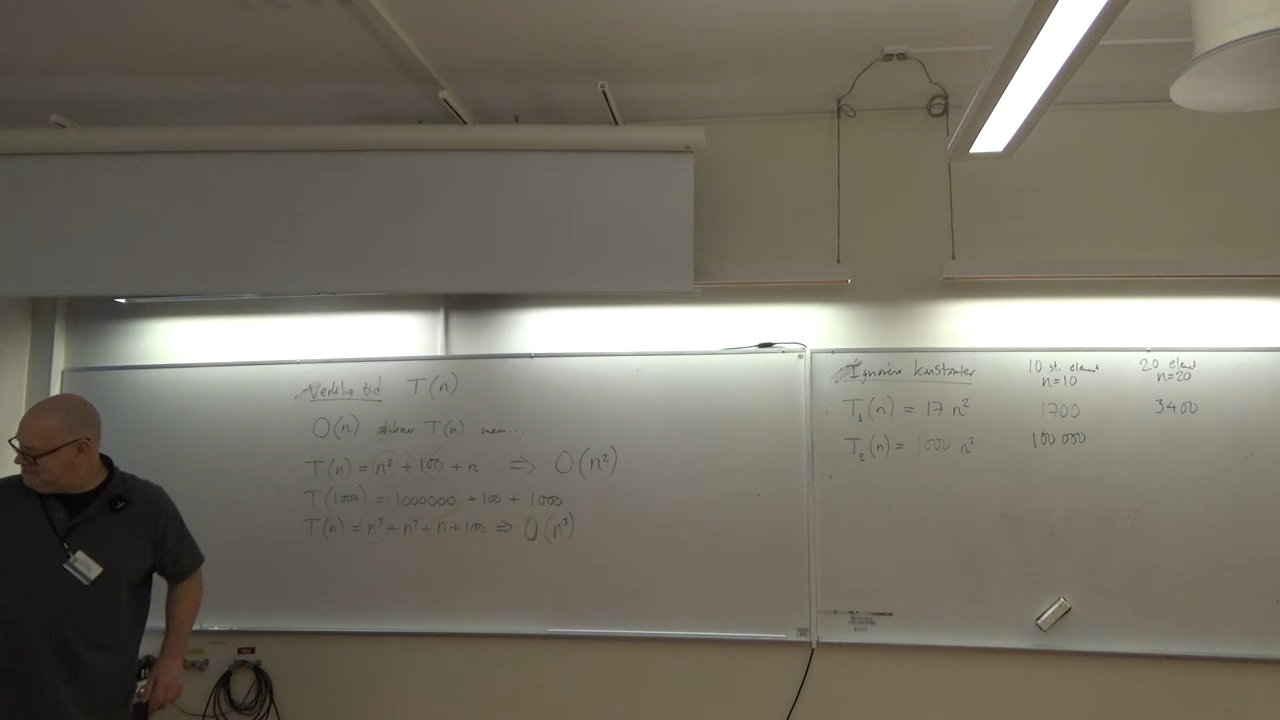 Verklig tid T(n)
O(n) T(n) men...
T(n) = n² + 100 + n ⇒ O(n²)
T(1000) = 1000000 + 100 + 1000
T(n) = n³ + n² + n + 100 ⇒ O(n³)
Ignorera konstanter
10 st. element
n=10
20 element
n=20
T₁(n) = 17 n² 1700 3400
T₂(n) = 1000 n² 100 000